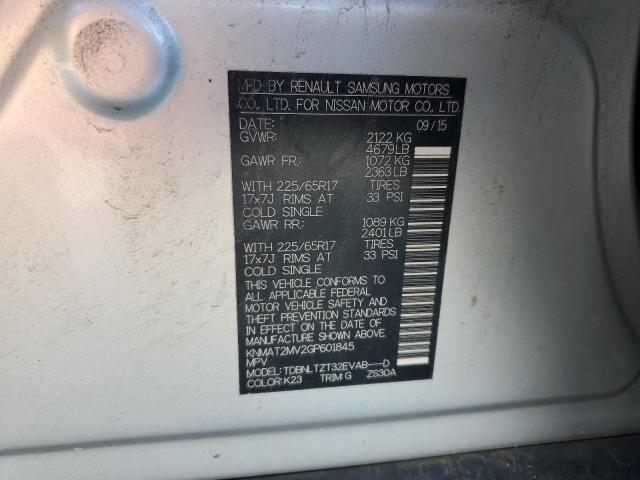 MFD. BY RENAULT SAMSUNG MOTORS
CO., LTD. FOR NISSAN MOTOR CO., LTD.
DATE: 09/15
GVWR: 2122 KG
4679LB
GAWR FR.: 1072 KG
2363 LB
WITH 225/65R17 TIRES
17x7J RIMS AT 33 PSI
COLD SINGLE
GAWR RR.: 1089 KG
2401 LB
WITH 225/65R17 TIRES
17x7J RIMS AT 33 PSI
COLD SINGLE
THIS VEHICLE CONFORMS TO
ALL APPLICABLE FEDERAL
MOTOR VEHICLE SAFETY AND
THEFT PREVENTION STANDARDS
IN EFFECT ON THE DATE OF
MANUFACTURE SHOWN ABOVE.
KNMAT2MV2GP601845
MPV
MODEL: TDBNLTZT32EVAB---D
COLOR: K23 TRIM: G ZS30A